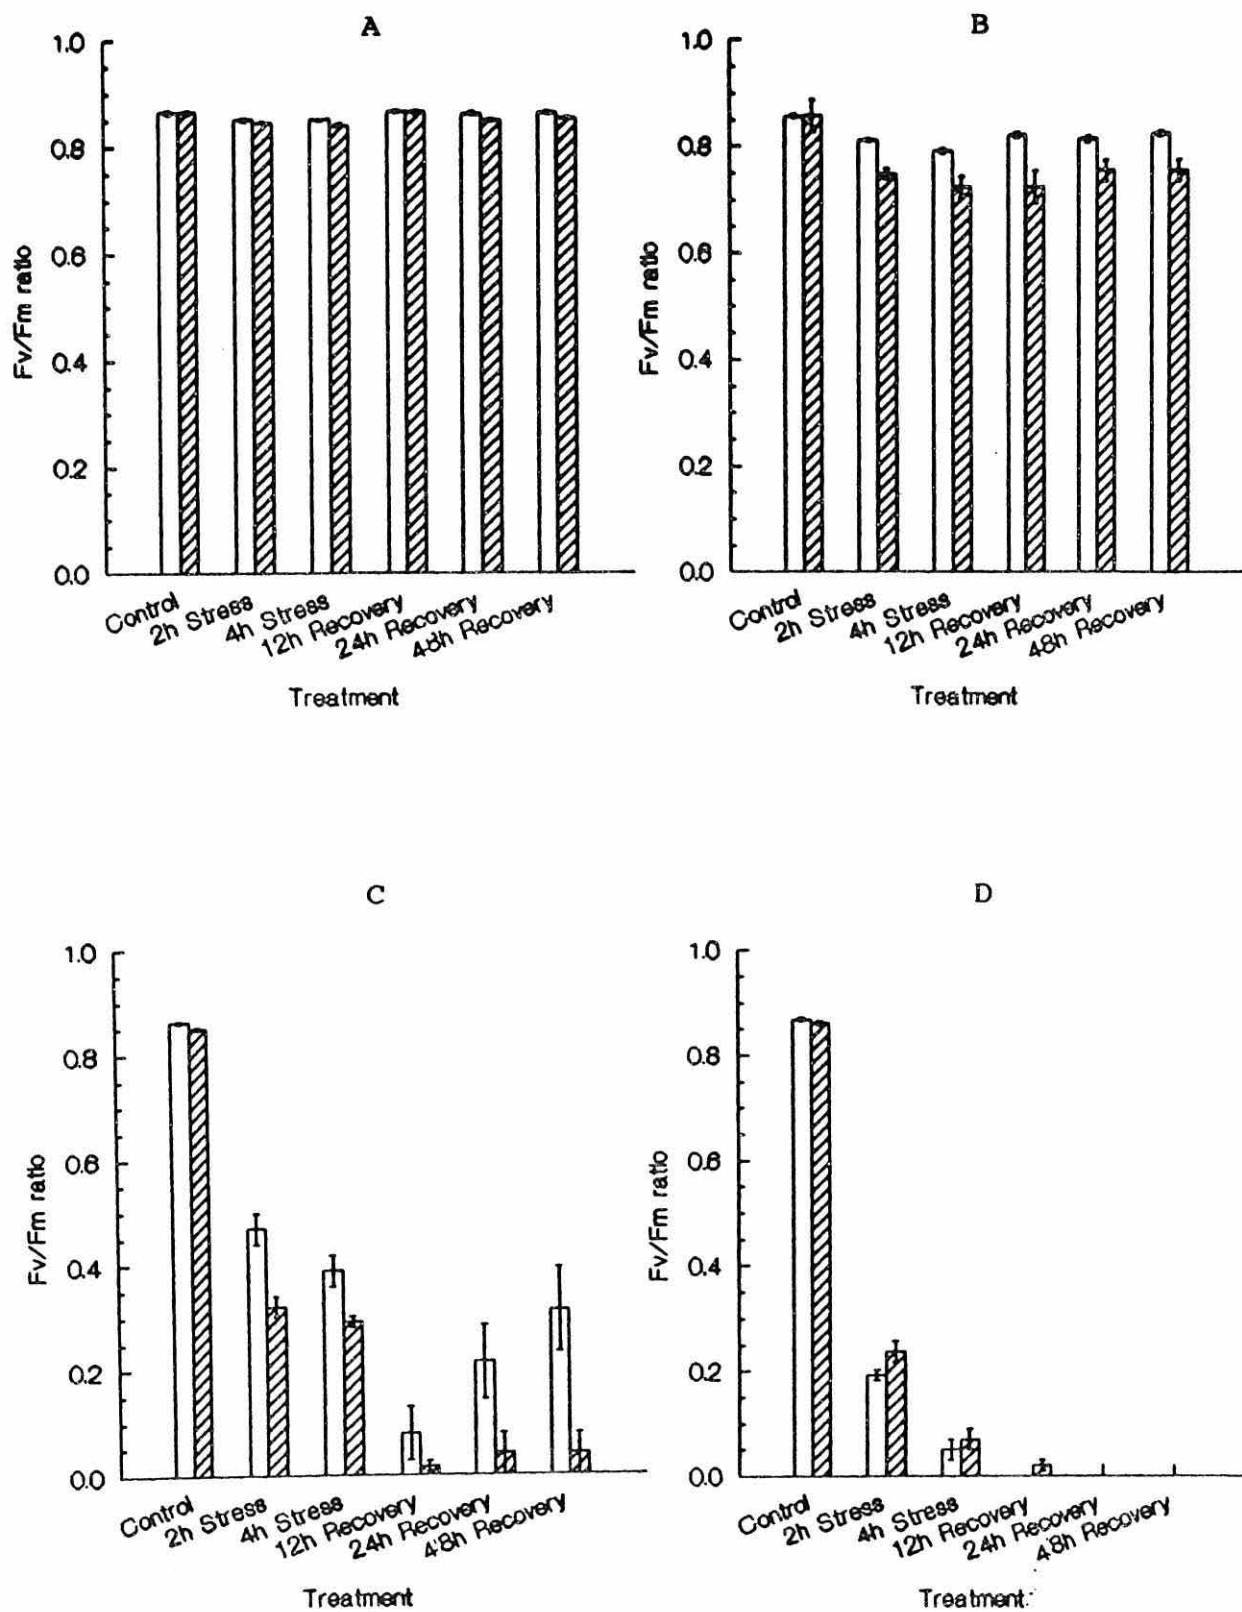 A
1.0
0.8
0.6
0.4
0.2
0.0
Fv/Fm ratio
Control
2h Stress
4h Stress
12h Recovery
24h Recovery
48h Recovery
Treatment
B
1.0
0.8
0.6
0.4
0.2
0.0
Fv/Fm ratio
Control
2h Stress
4h Stress
12h Recovery
24h Recovery
48h Recovery
Treatment
C
1.0
0.8
0.6
0.4
0.2
0.0
Fv/Fm ratio
Control
2h Stress
4h Stress
12h Recovery
24h Recovery
48h Recovery
Treatment
D
1.0
0.8
0.6
0.4
0.2
0.0
Fv/Fm ratio
Control
2h Stress
4h Stress
12h Recovery
24h Recovery
48h Recovery
Treatment